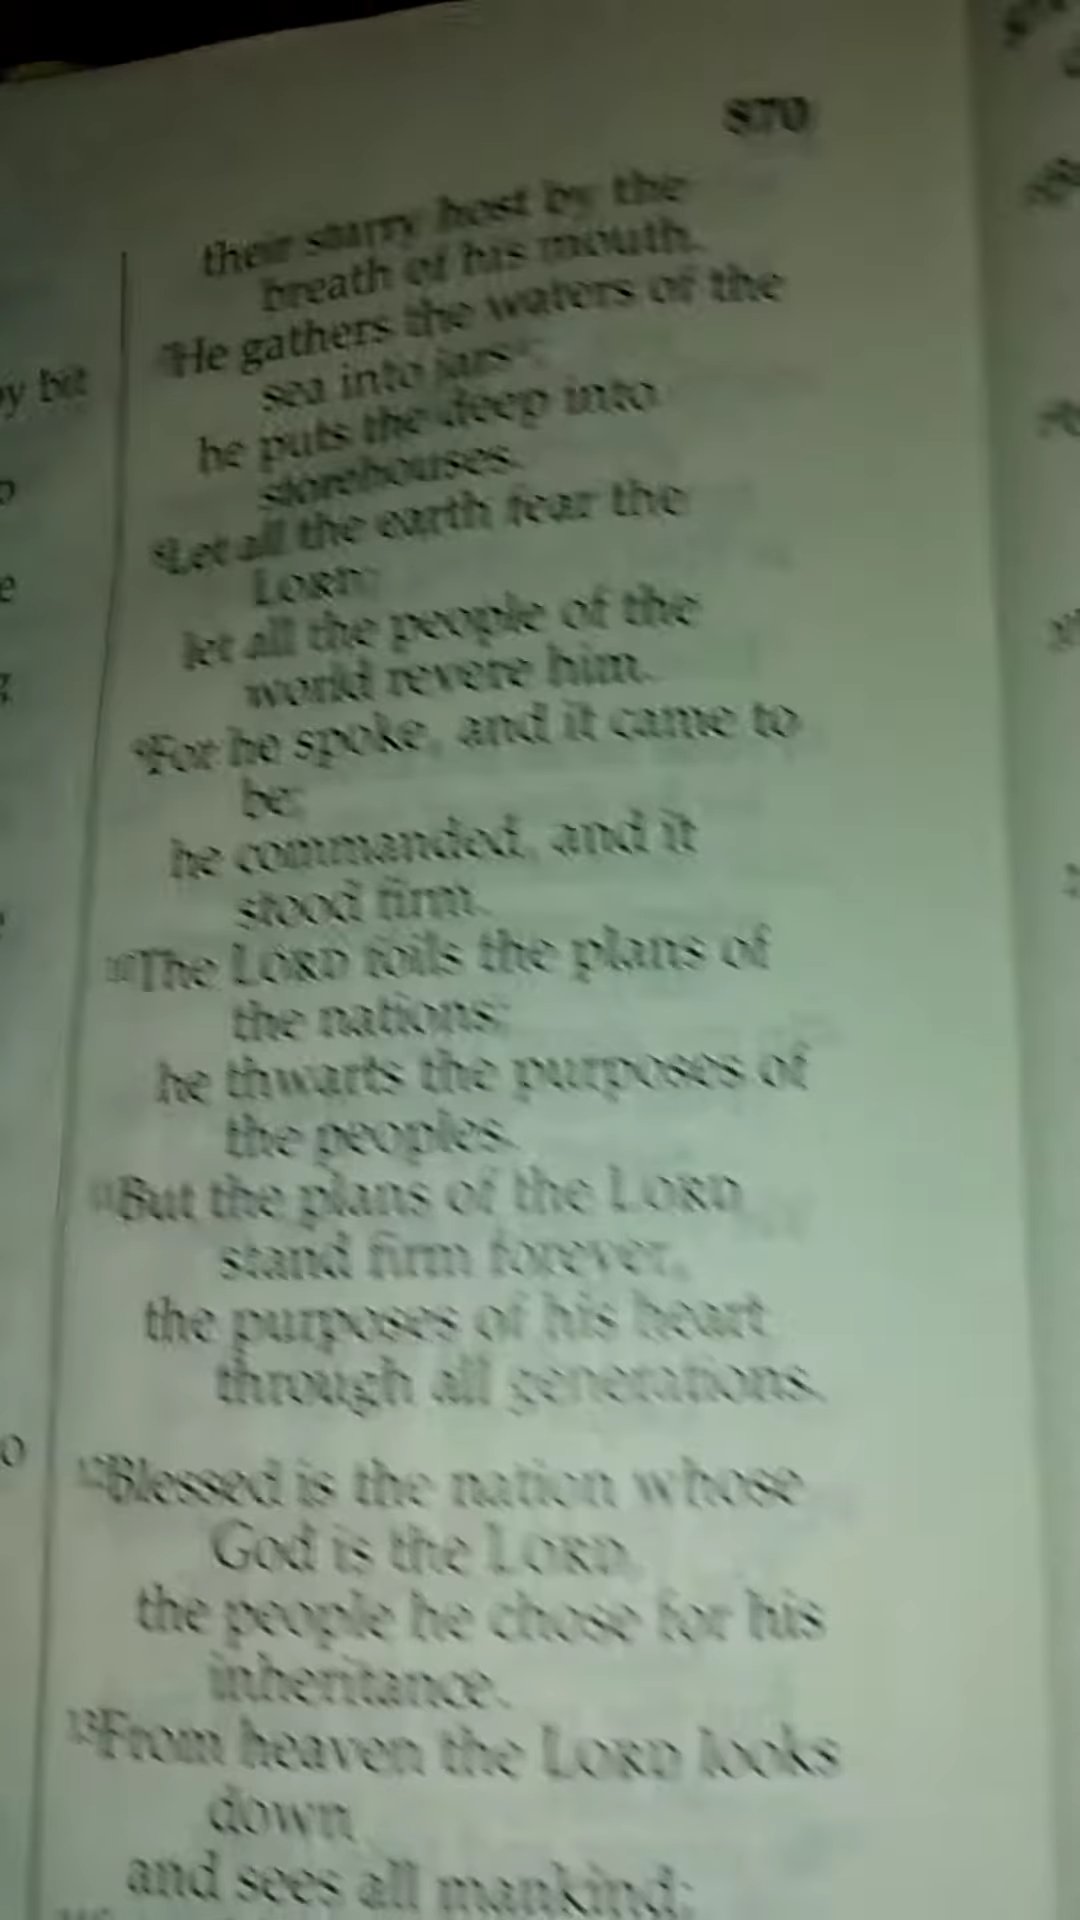 870
their starry host by the
breath of his mouth.
7He gathers the waters of the
sea into jars a;
he puts the deep into
storehouses.
8Let all the earth fear the
LORD;
let all the people of the
world revere him.
9For he spoke, and it came to
be;
he commanded, and it
stood firm.
10The LORD foils the plans of
the nations;
he thwarts the purposes of
the peoples.
11But the plans of the LORD
stand firm forever,
the purposes of his heart
through all generations.
12Blessed is the nation whose
God is the LORD,
the people he chose for his
inheritance.
13From heaven the LORD looks
down
and sees all mankind;
by bit